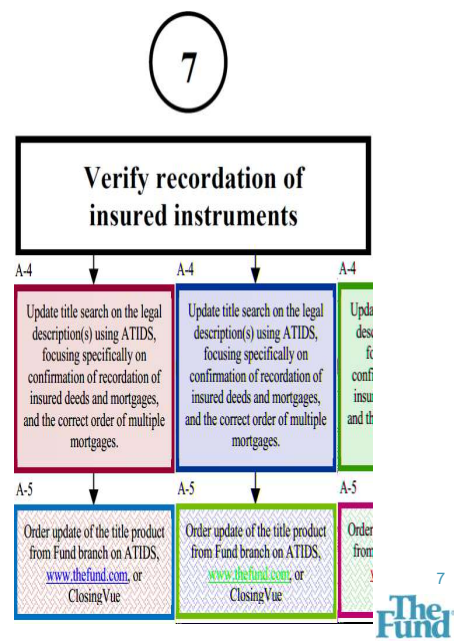 7
Verify recordation of
insured instruments
A-4
Update title search on the legal
description(s) using ATIDS,
focusing specifically on
confirmation of recordation of
insured deeds and mortgages,
and the correct order of multiple
mortgages.
A-5
Order update of the title product
from Fund branch on ATIDS,
www.thefund.com, or
ClosingVue
A-4
Update title search on the legal
description(s) using ATIDS,
focusing specifically on
confirmation of recordation of
insured deeds and mortgages,
and the correct order of multiple
mortgages.
A-5
Order update of the title product
from Fund branch on ATIDS,
www.thefund.com, or
ClosingVue
A-4
and th
A-5
Order
from
7
The
Fund